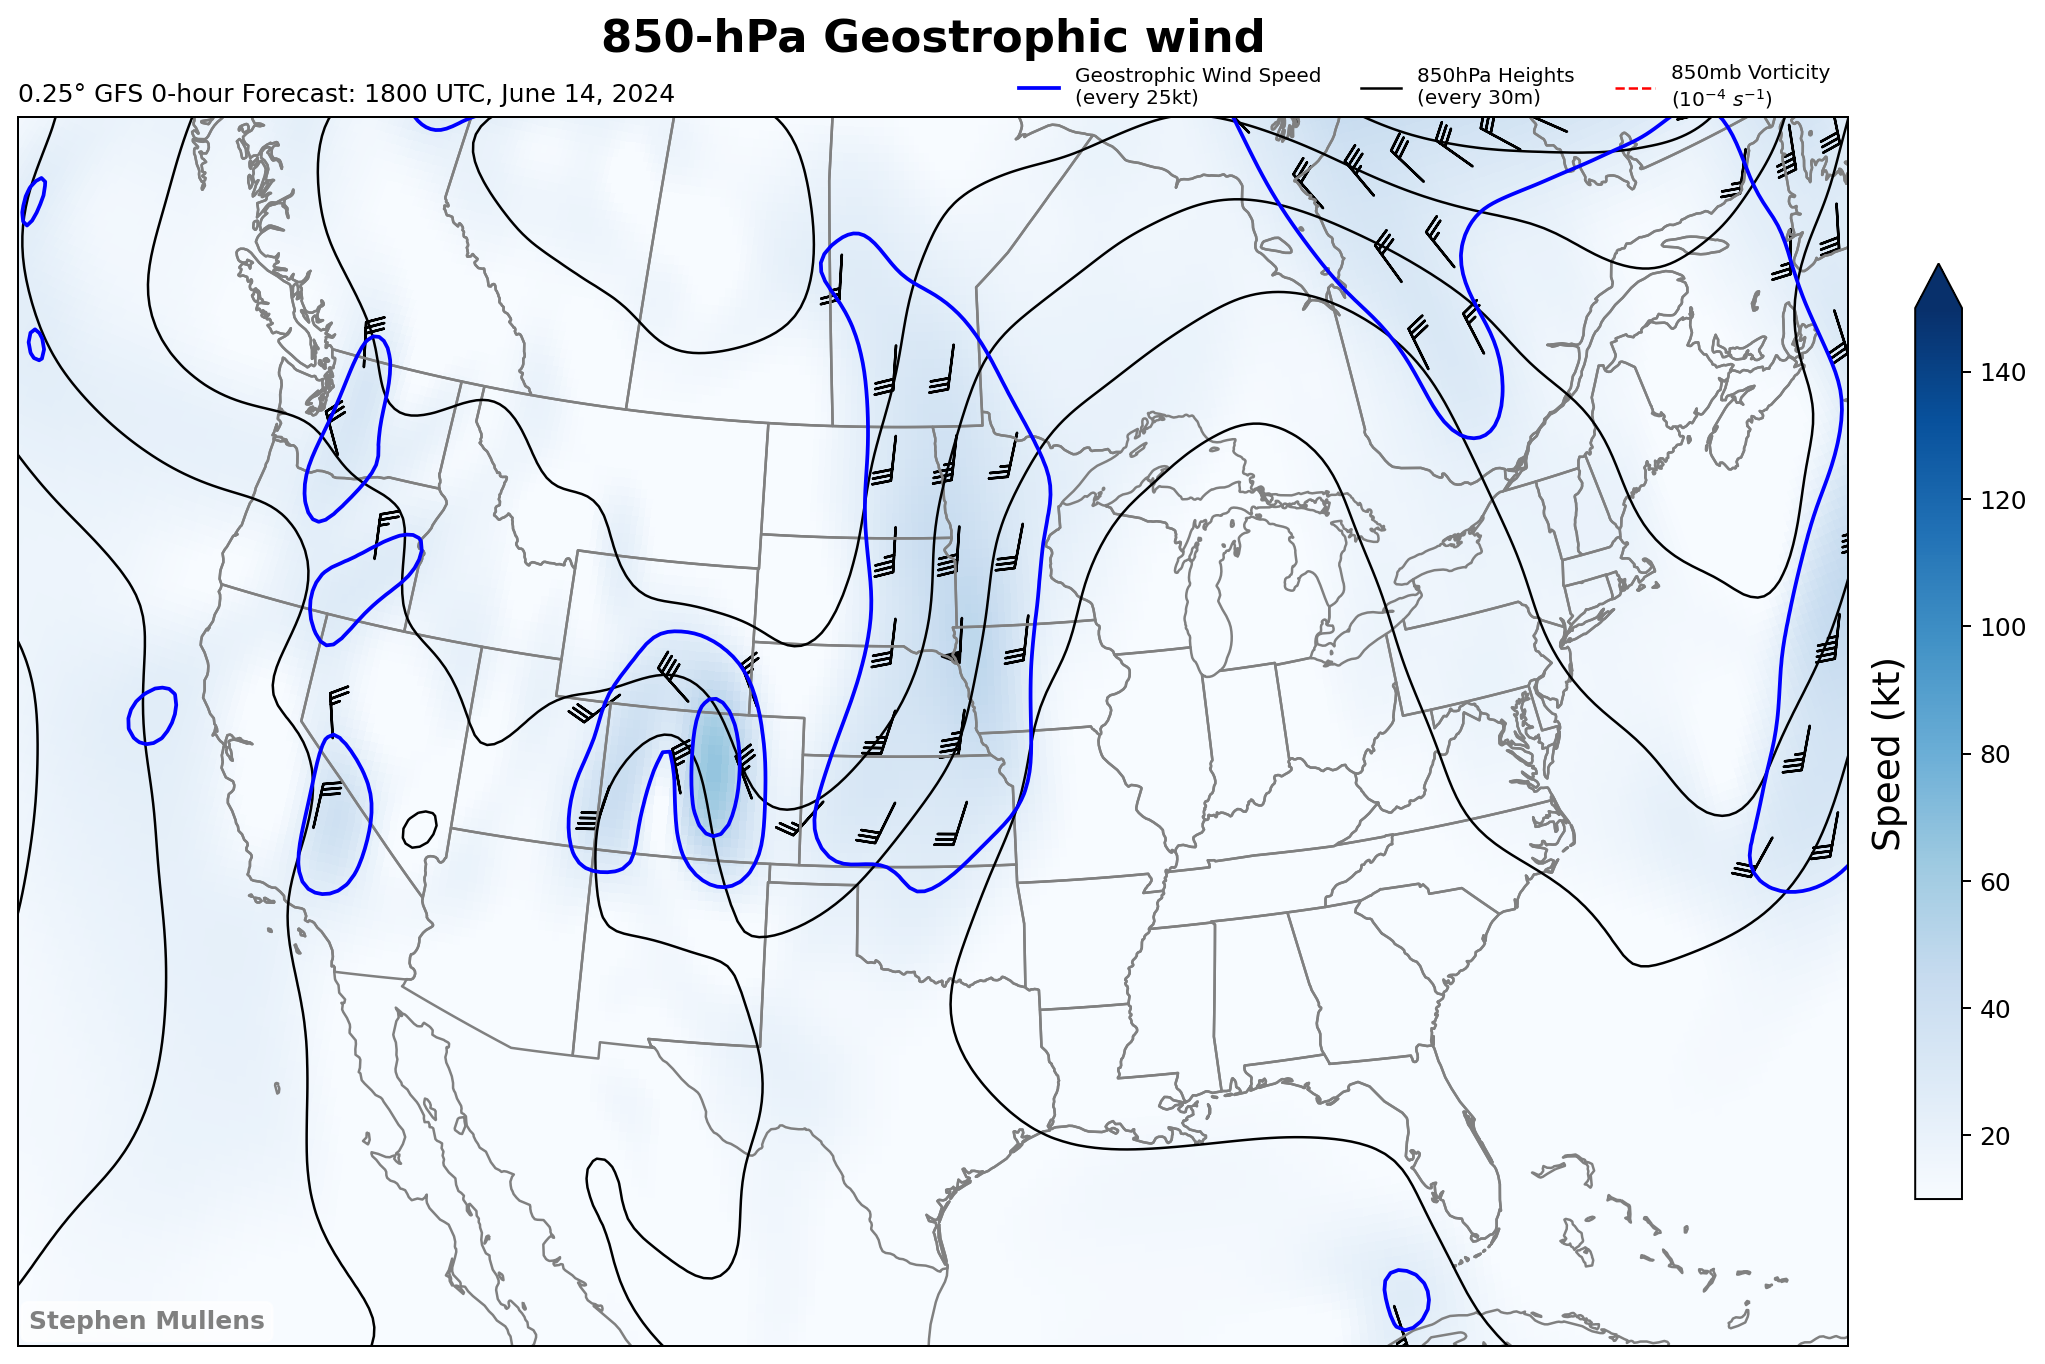 850-hPa Geostrophic wind
0.25° GFS 0-hour Forecast: 1800 UTC, June 14, 2024
Geostrophic Wind Speed
(every 25kt)
850hPa Heights
(every 30m)
850mb Vorticity
(10⁻⁴ s⁻¹)
140
120
100
80
60
40
20
Speed (kt)
Stephen Mullens